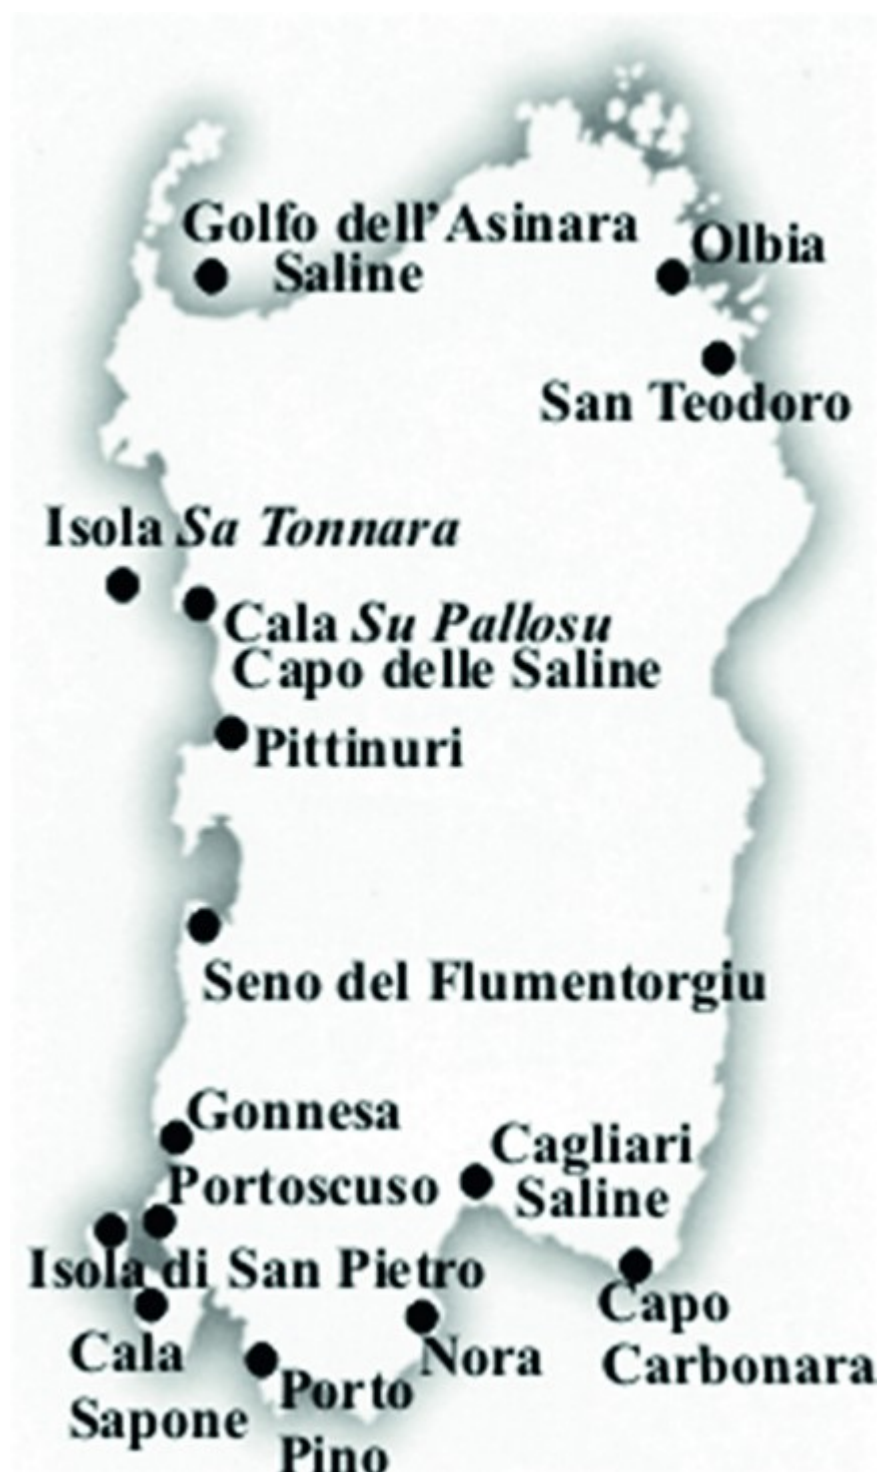 Golfo dell'Asinara
Saline
Olbia
San Teodoro
Isola Sa Tonnara
Cala Su Pallosu
Capo delle Saline
Pittinuri
Seno del Flumentorgiu
Gonnesa
Cagliari
Saline
Portoscuso
Isola di San Pietro
Capo
Carbonara
Cala
Sapone
Nora
Porto
Pino